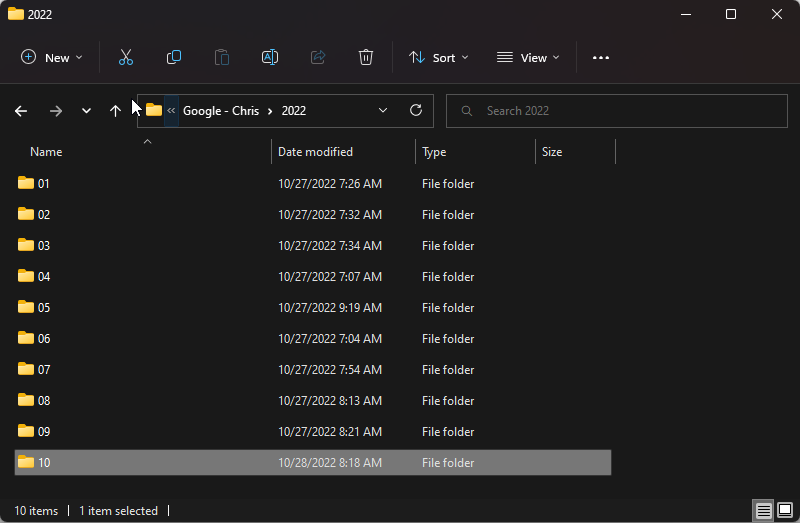 2022
New Sort View
« Google - Chris > 2022 Search 2022
Name Date modified Type Size
01 10/27/2022 7:26 AM File folder
02 10/27/2022 7:32 AM File folder
03 10/27/2022 7:34 AM File folder
04 10/27/2022 7:07 AM File folder
05 10/27/2022 9:19 AM File folder
06 10/27/2022 7:04 AM File folder
07 10/27/2022 7:54 AM File folder
08 10/27/2022 8:13 AM File folder
09 10/27/2022 8:21 AM File folder
10 10/28/2022 8:18 AM File folder
10 items 1 item selected